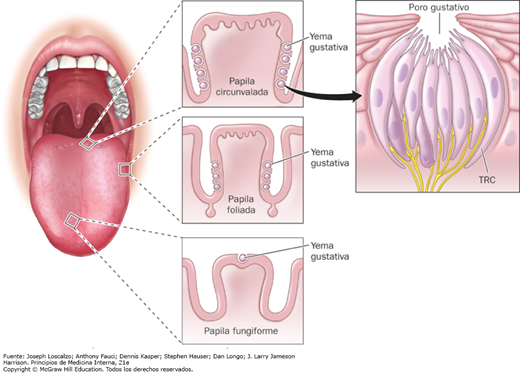 Yema
gustativa
Papila
circunvalada
Poro gustativo
TRC
Yema
gustativa
Papila
foliada
Yema
gustativa
Papila fungiforme
Fuente: Joseph Loscalzo; Anthony Fauci; Dennis Kasper; Stephen Hauser; Dan Longo; J. Larry Jameson
Harrison. Principios de Medicina Interna, 21e
Copyright © McGraw Hill Education. Todos los derechos reservados.